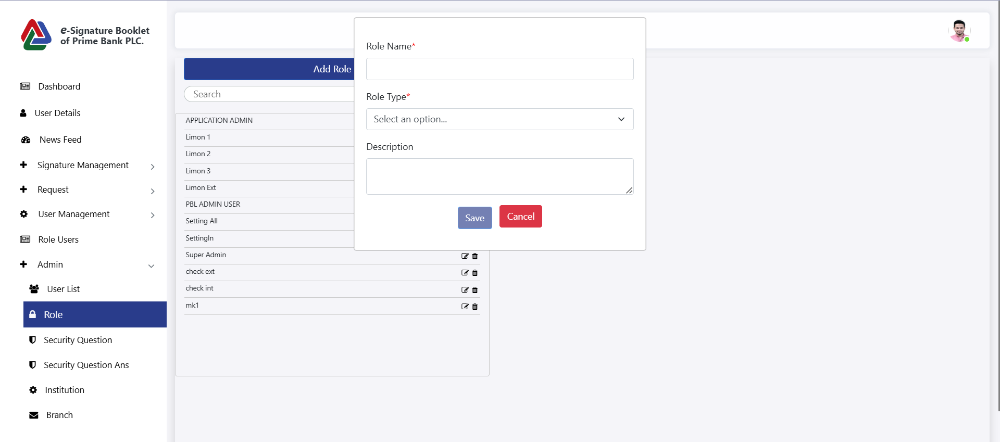 e-Signature Booklet
of Prime Bank PLC.
Dashboard
User Details
News Feed
Signature Management
Request
User Management
Role Users
Admin
User List
Role
Security Question
Security Question Ans
Institution
Branch
Add Role
Search
APPLICATION ADMIN
Limon 1
Limon 2
Limon 3
Limon Ext
PBL ADMIN USER
Setting All
SettingIn
Super Admin
check ext
check int
mk1
Role Name*
Role Type*
Select an option...
Description
Save
Cancel